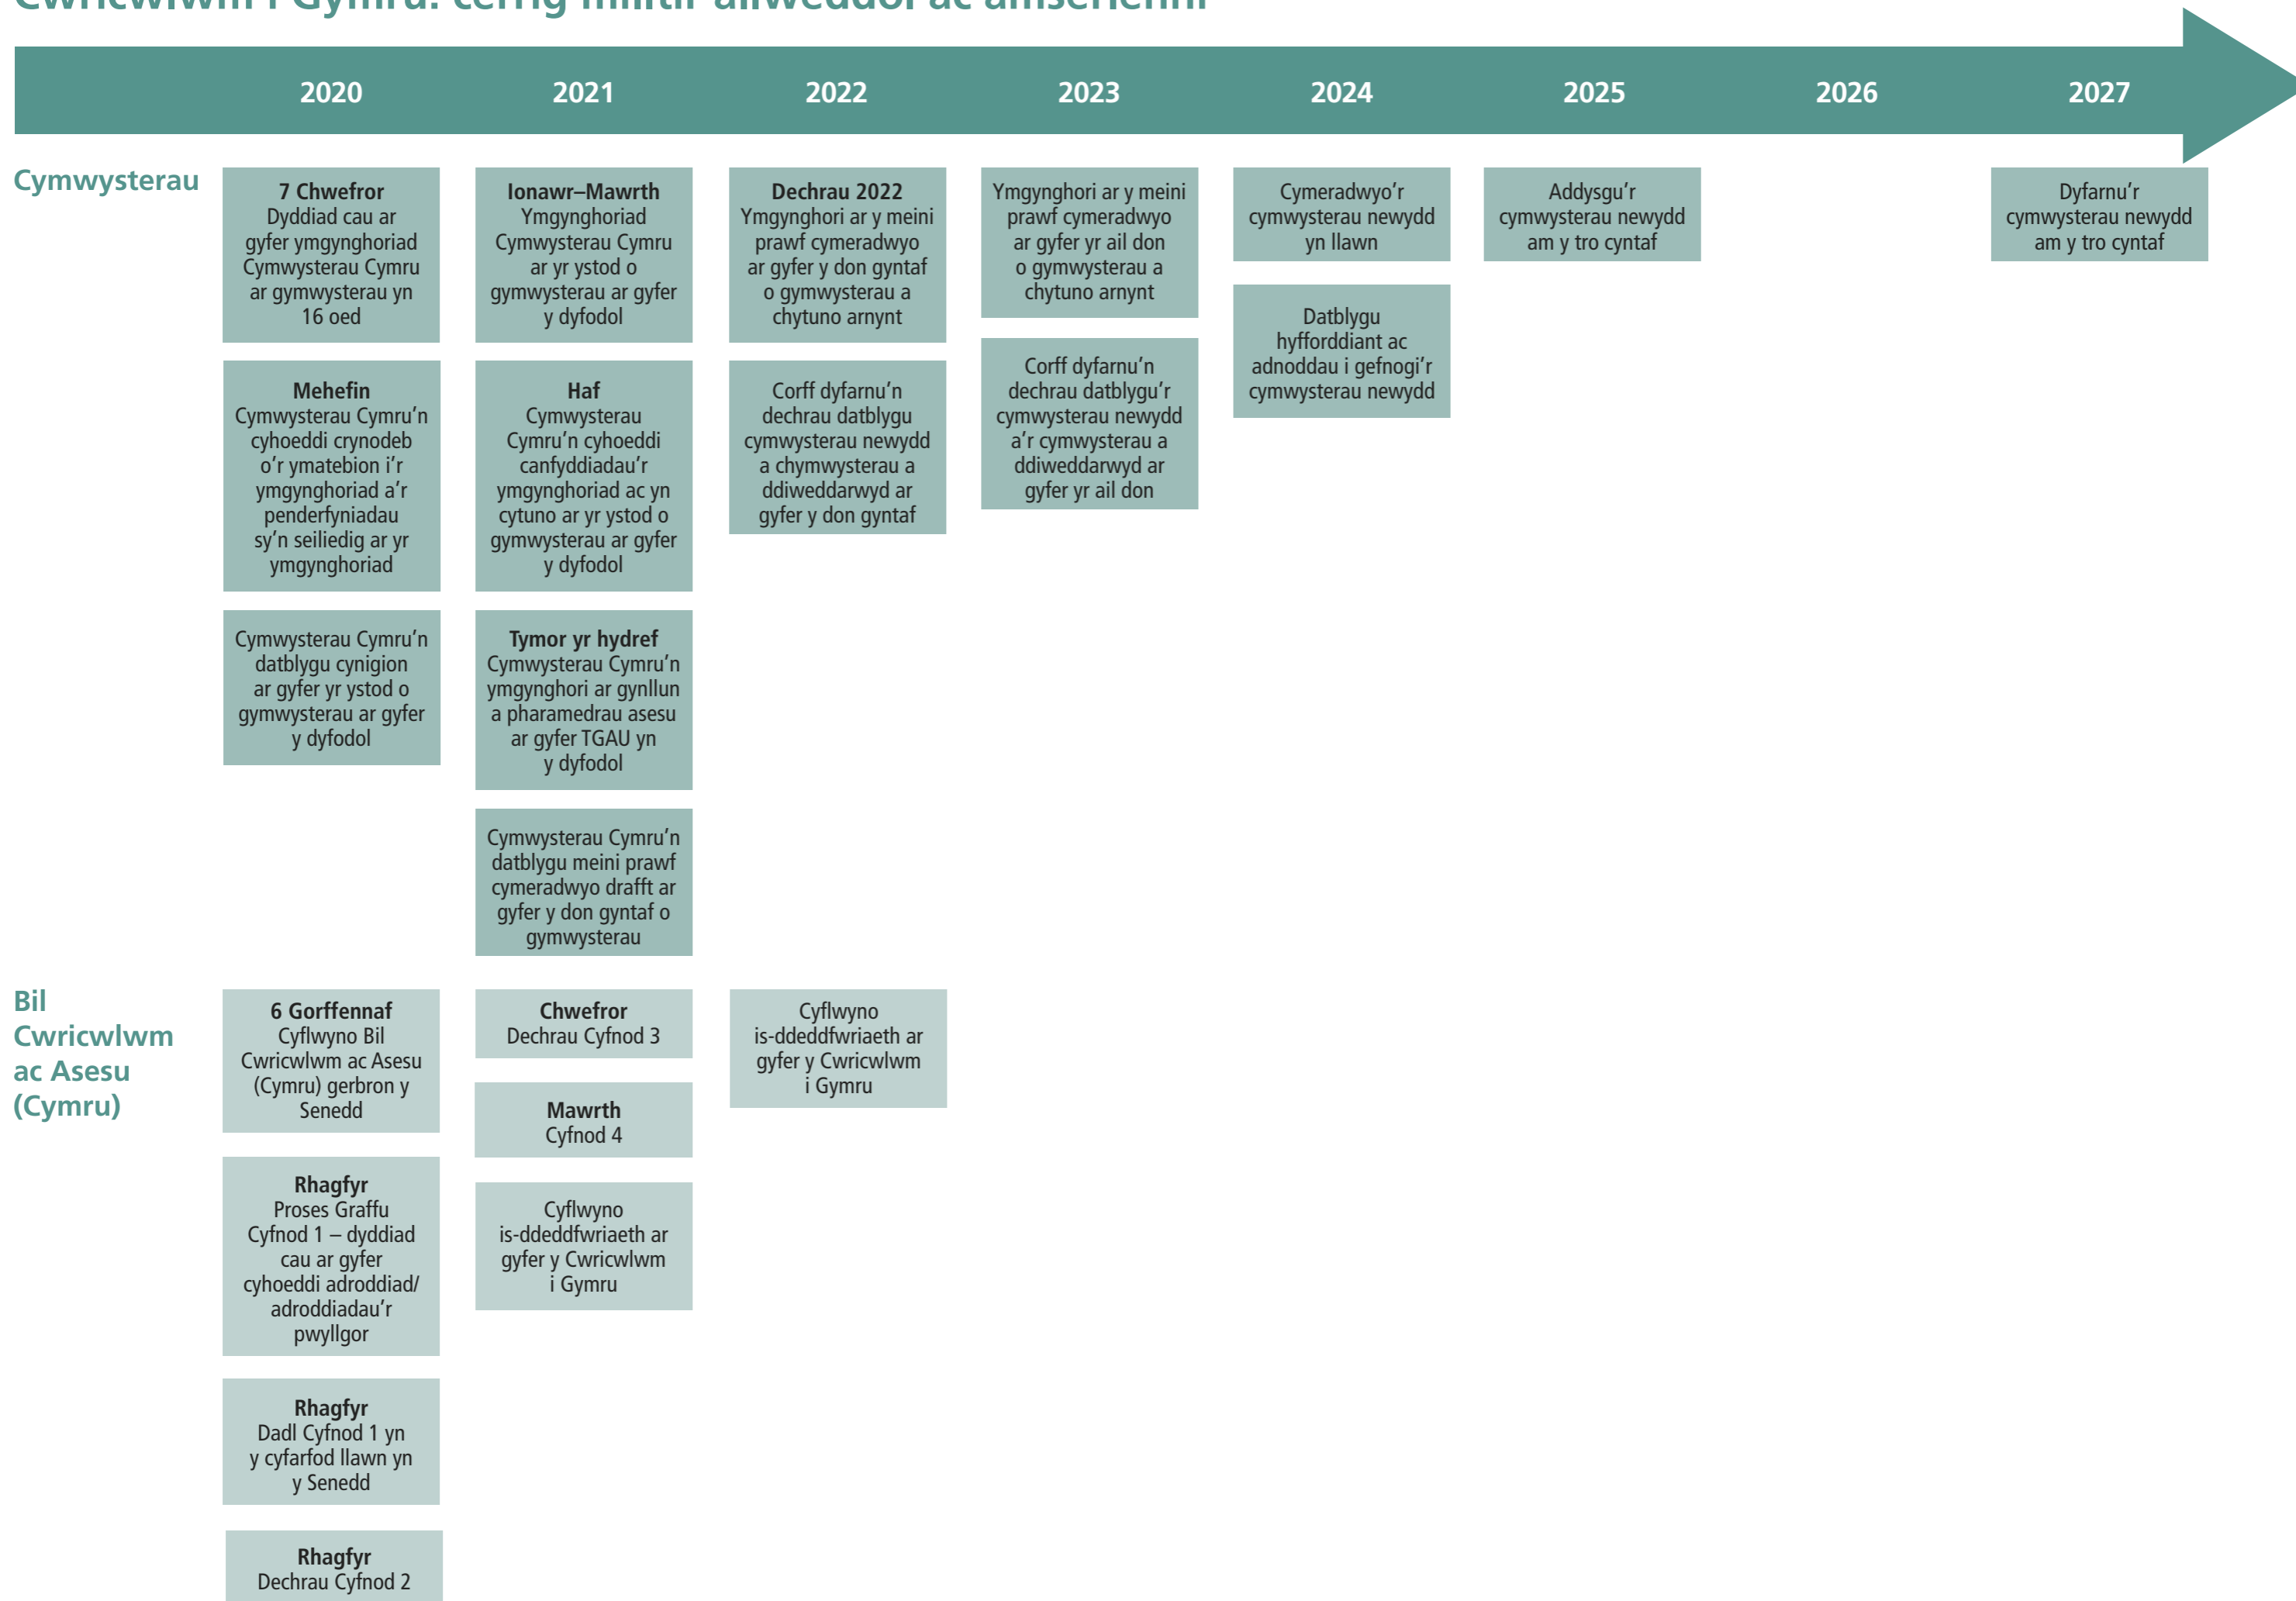 Cwricwlwm i Gymru: cerrig milltir allweddol ac amserlenni
2020
2021
2022
2023
2024
2025
2026
2027
Cymwysterau
7 Chwefror
Dyddiad cau ar
gyfer ymgynghoriad
Cymwysterau Cymru
ar gymwysterau yn
16 oed
Mehefin
Cymwysterau Cymru’n
cyhoeddi crynodeb
o’r ymatebion i’r
ymgynghoriad a’r
penderfyniadau
sy’n seiliedig ar yr
ymgynghoriad
Cymwysterau Cymru’n
datblygu cynigion
ar gyfer yr ystod o
gymwysterau ar gyfer
y dyfodol
Ionawr–Mawrth
Ymgynghoriad
Cymwysterau Cymru
ar yr ystod o
gymwysterau ar gyfer
y dyfodol
Haf
Cymwysterau
Cymru’n cyhoeddi
canfyddiadau’r
ymgynghoriad ac yn
cytuno ar yr ystod o
gymwysterau ar gyfer
y dyfodol
Tymor yr hydref
Cymwysterau Cymru’n
ymgynghori ar gynllun
a pharamedrau asesu
ar gyfer TGAU yn
y dyfodol
Cymwysterau Cymru’n
datblygu meini prawf
cymeradwyo drafft ar
gyfer y don gyntaf o
gymwysterau
Dechrau 2022
Ymgynghori ar y meini
prawf cymeradwyo
ar gyfer y don gyntaf
o gymwysterau a
chytuno arnynt
Corff dyfarnu’n
dechrau datblygu
cymwysterau newydd
a chymwysterau a
ddiweddarwyd ar
gyfer y don gyntaf
Ymgynghori ar y meini
prawf cymeradwyo
ar gyfer yr ail don
o gymwysterau a
chytuno arnynt
Corff dyfarnu’n
dechrau datblygu’r
cymwysterau newydd
a’r cymwysterau a
ddiweddarwyd ar
gyfer yr ail don
Cymeradwyo’r
cymwysterau newydd
yn llawn
Datblygu
hyfforddiant ac
adnoddau i gefnogi’r
cymwysterau newydd
Addysgu’r
cymwysterau newydd
am y tro cyntaf
Dyfarnu’r
cymwysterau newydd
am y tro cyntaf
Bil
Cwricwlwm
ac Asesu
(Cymru)
6 Gorffennaf
Cyflwyno Bil
Cwricwlwm ac Asesu
(Cymru) gerbron y
Senedd
Rhagfyr
Proses Graffu
Cyfnod 1 – dyddiad
cau ar gyfer
cyhoeddi adroddiad/
adroddiadau’r
pwyllgor
Rhagfyr
Dadl Cyfnod 1 yn
y cyfarfod llawn yn
y Senedd
Rhagfyr
Dechrau Cyfnod 2
Chwefror
Dechrau Cyfnod 3
Mawrth
Cyfnod 4
Cyflwyno
is-ddeddfwriaeth ar
gyfer y Cwricwlwm
i Gymru
Cyflwyno
is-ddeddfwriaeth ar
gyfer y Cwricwlwm
i Gymru